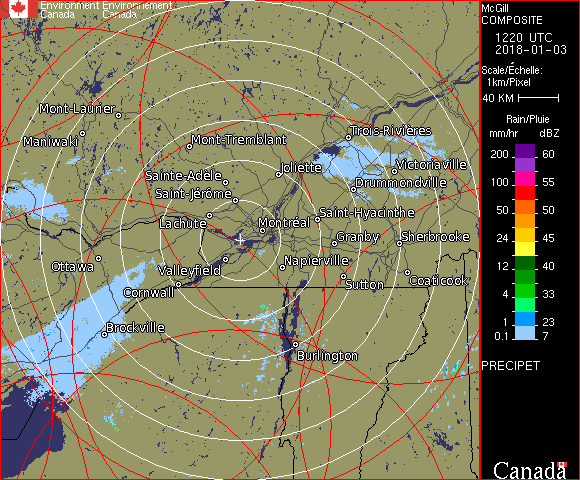 Environment Environnement
Canada Canada
McGill
COMPOSITE
1220 UTC
2018-01-03
Scale/Échelle:
1km/Pixel
40 KM
Rain/Pluie
mm/hr dBZ
200 60
155
100 55
50 50
24 45
12 40
4 33
1 23
0.1 7
PRECIPET
Canada
Mont-Laurier
Maniwaki
Mont-Tremblant
Trois-Rivières
Joliette
Victoriaville
Sainte-Adèle
Drummondville
Saint-Jérôme
Saint-Hyacinthe
Lachute
Montréal
Granby
Sherbrooke
Ottawa
Valleyfield
Napierville
Cornwall
Sutton
Coaticook
Brockville
Burlington